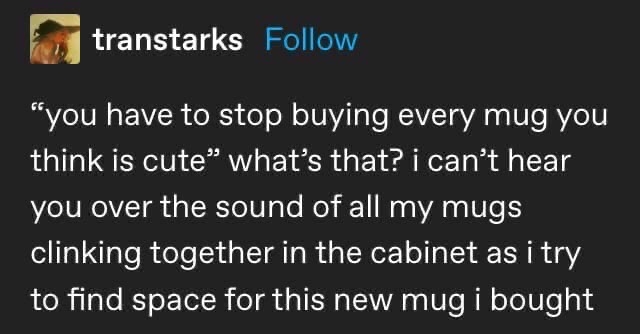 transtarks Follow
“you have to stop buying every mug you
think is cute” what’s that? i can’t hear
you over the sound of all my mugs
clinking together in the cabinet as i try
to find space for this new mug i bought